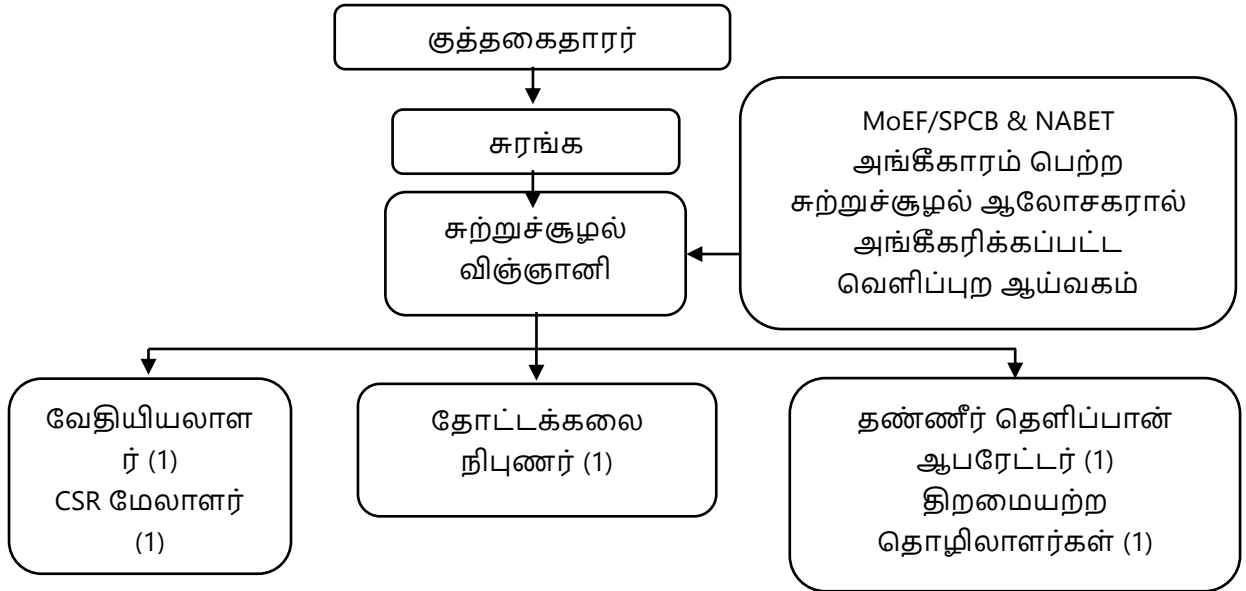 குத்தகைதாரர்
சுரங்க
சுற்றுச்சூழல்
விஞ்ஞானி
MoEF/SPCB & NABET
அங்கீகாரம் பெற்ற
சுற்றுச்சூழல் ஆலோசகரால்
அங்கீகரிக்கப்பட்ட
வெளிப்புற ஆய்வகம்
வேதியியலாள
ர் (1)
CSR மேலாளர்
(1)
தோட்டக்கலை
நிபுணர் (1)
தண்ணீர் தெளிப்பான்
ஆபரேட்டர் (1)
திறமையற்ற
தொழிலாளர்கள் (1)